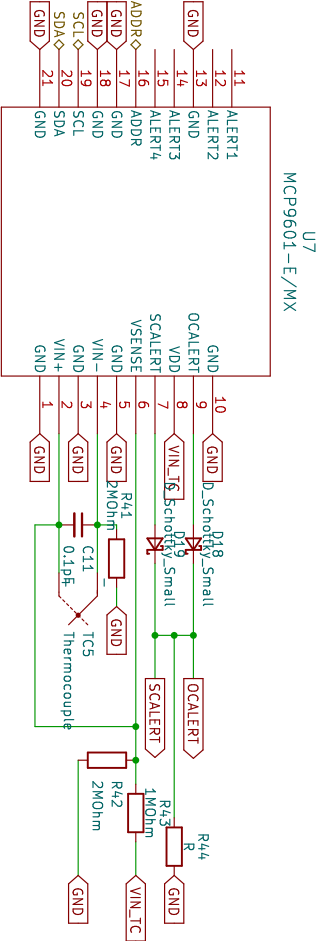 U7
MCP9601-E/MX
GND
SDA
SCL
GND
GND
ADDR
GND
21
20
19
18
17
16
15
14
13
12
11
GND
SDA
SCL
GND
GND
ADDR
ALERT4
ALERT3
GND
ALERT2
ALERT1
GND
VIN+
GND
VIN-
GND
VSENSE
SCALERT
VDD
OCALERT
GND
1
2
3
4
5
6
7
8
9
10
GND
GND
GND
VIN_TC
GND
R41
2MOhm
D19
D_Schottky_Small
D18
D_Schottky_Small
C11
0.1pF
GND
TC5
Thermocouple
SCALERT
OCALERT
R42
2MOhm
R43
1MOhm
R44
R
GND
VIN_TC
GND